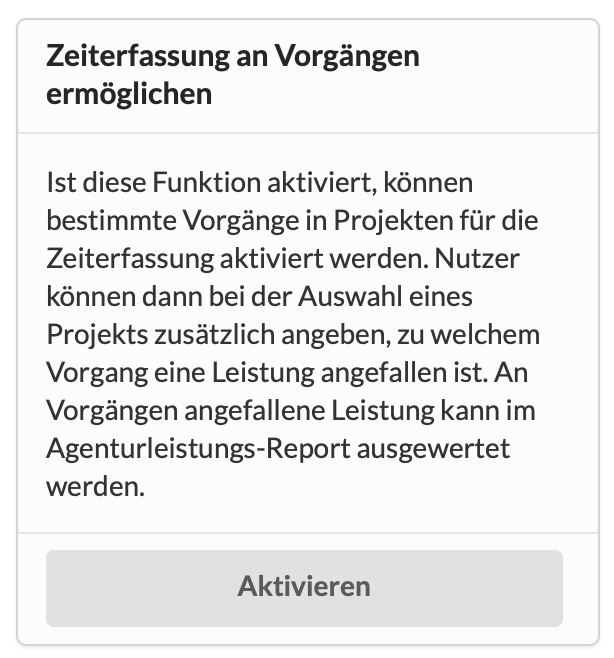 Zeiterfassung an Vorgängen
ermöglichen
Ist diese Funktion aktiviert, können
bestimmte Vorgänge in Projekten für die
Zeiterfassung aktiviert werden. Nutzer
können dann bei der Auswahl eines
Projekts zusätzlich angeben, zu welchem
Vorgang eine Leistung angefallen ist. An
Vorgängen angefallene Leistung kann im
Agenturleistungs-Report ausgewertet
werden.
Aktivieren